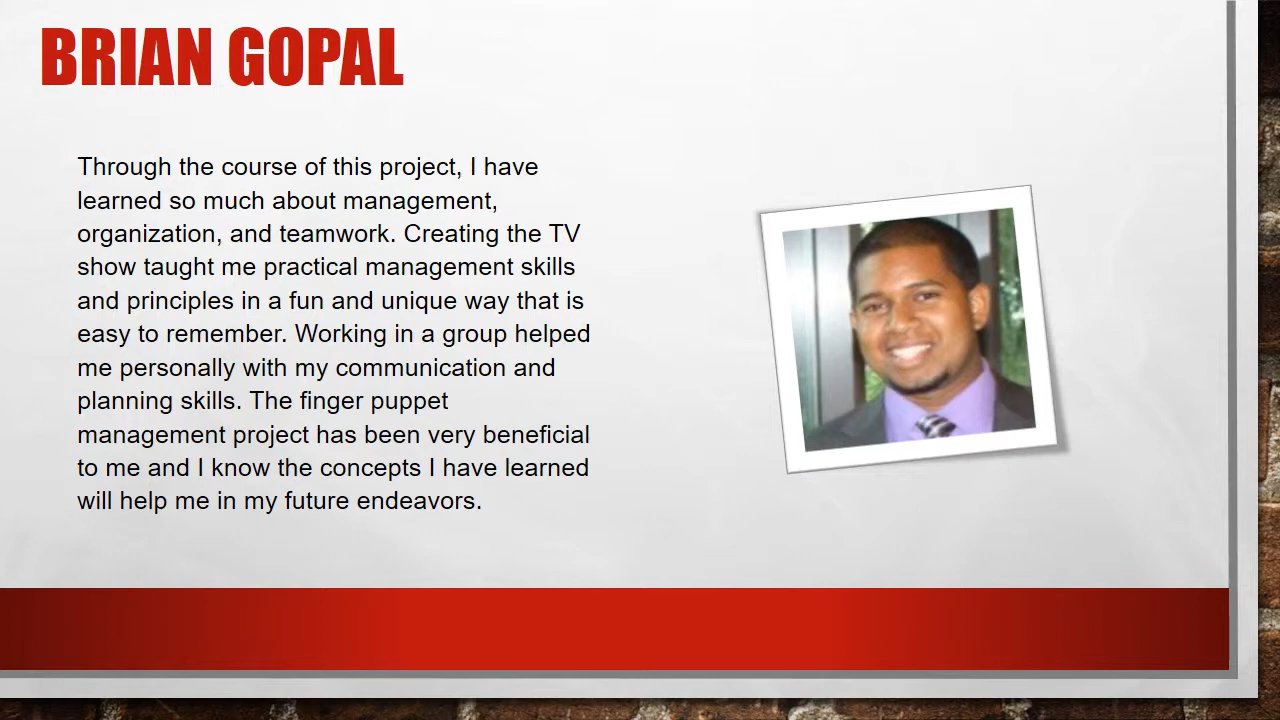 BRIAN GOPAL
Through the course of this project, I have
learned so much about management,
organization, and teamwork. Creating the TV
show taught me practical management skills
and principles in a fun and unique way that is
easy to remember. Working in a group helped
me personally with my communication and
planning skills. The finger puppet
management project has been very beneficial
to me and I know the concepts I have learned
will help me in my future endeavors.